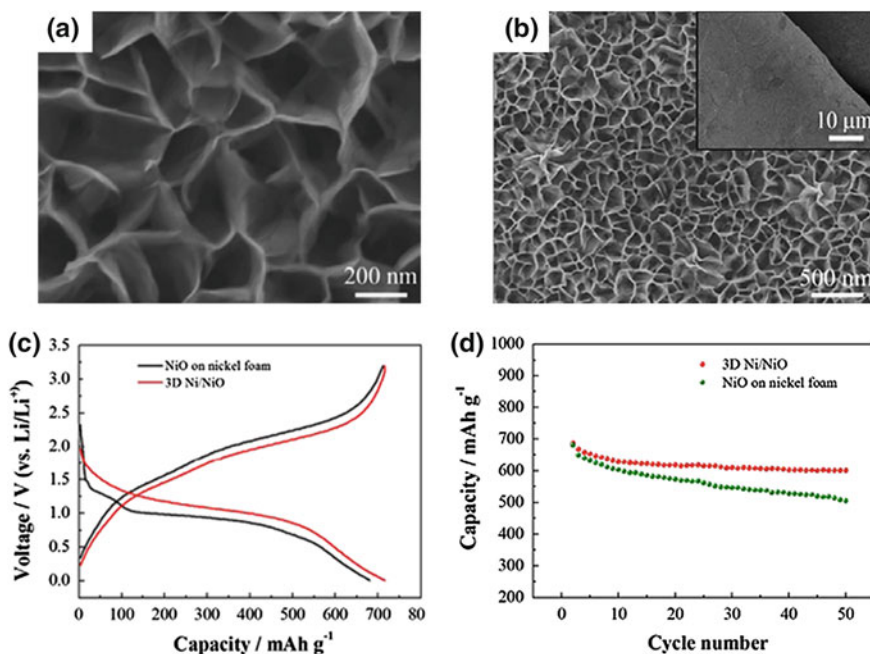 (a)
200 nm
(b)
10 μm
500 nm
(c)
NiO on nickel foam
3D Ni/NiO
3.5
3.0
2.5
2.0
1.5
1.0
0.5
0.0
Voltage / V (vs. Li/Li⁺)
0 100 200 300 400 500 600 700 80
Capacity / mAh g⁻¹
(d)
3D Ni/NiO
NiO on nickel foam
1000
900
800
700
600
500
400
300
200
Capacity / mAh g⁻¹
0 10 20 30 40 50
Cycle number